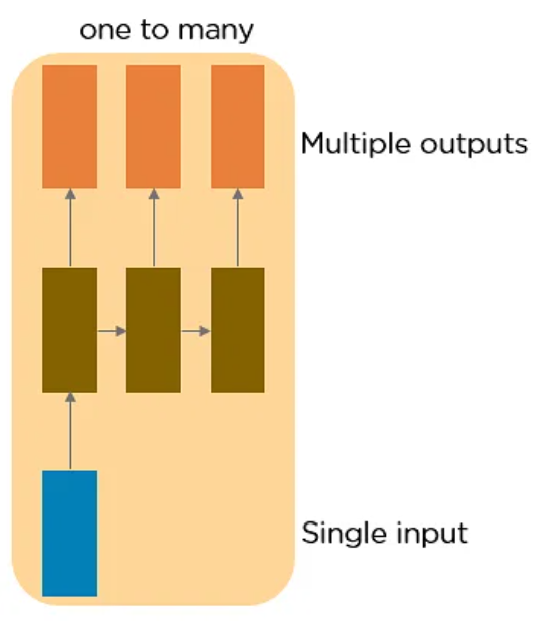 one to many
Multiple outputs
Single input